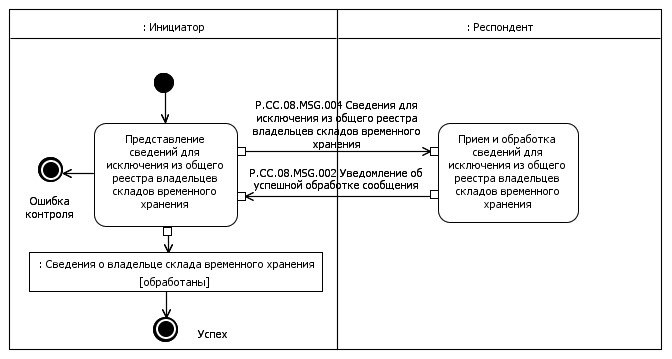 : Инициатор
: Респондент
P.CC.08.MSG.004 Сведения для
исключения из общего реестра
владельцев складов временного
хранения
Представление
сведений для
исключения из общего
реестра владельцев
складов временного
хранения
Прием и обработка
сведений для
исключения из общего
реестра владельцев
складов временного
хранения
P.CC.08.MSG.002 Уведомление об
успешной обработке сообщения
Ошибка
контроля
: Сведения о владельце склада временного хранения
[обработаны]
Успех